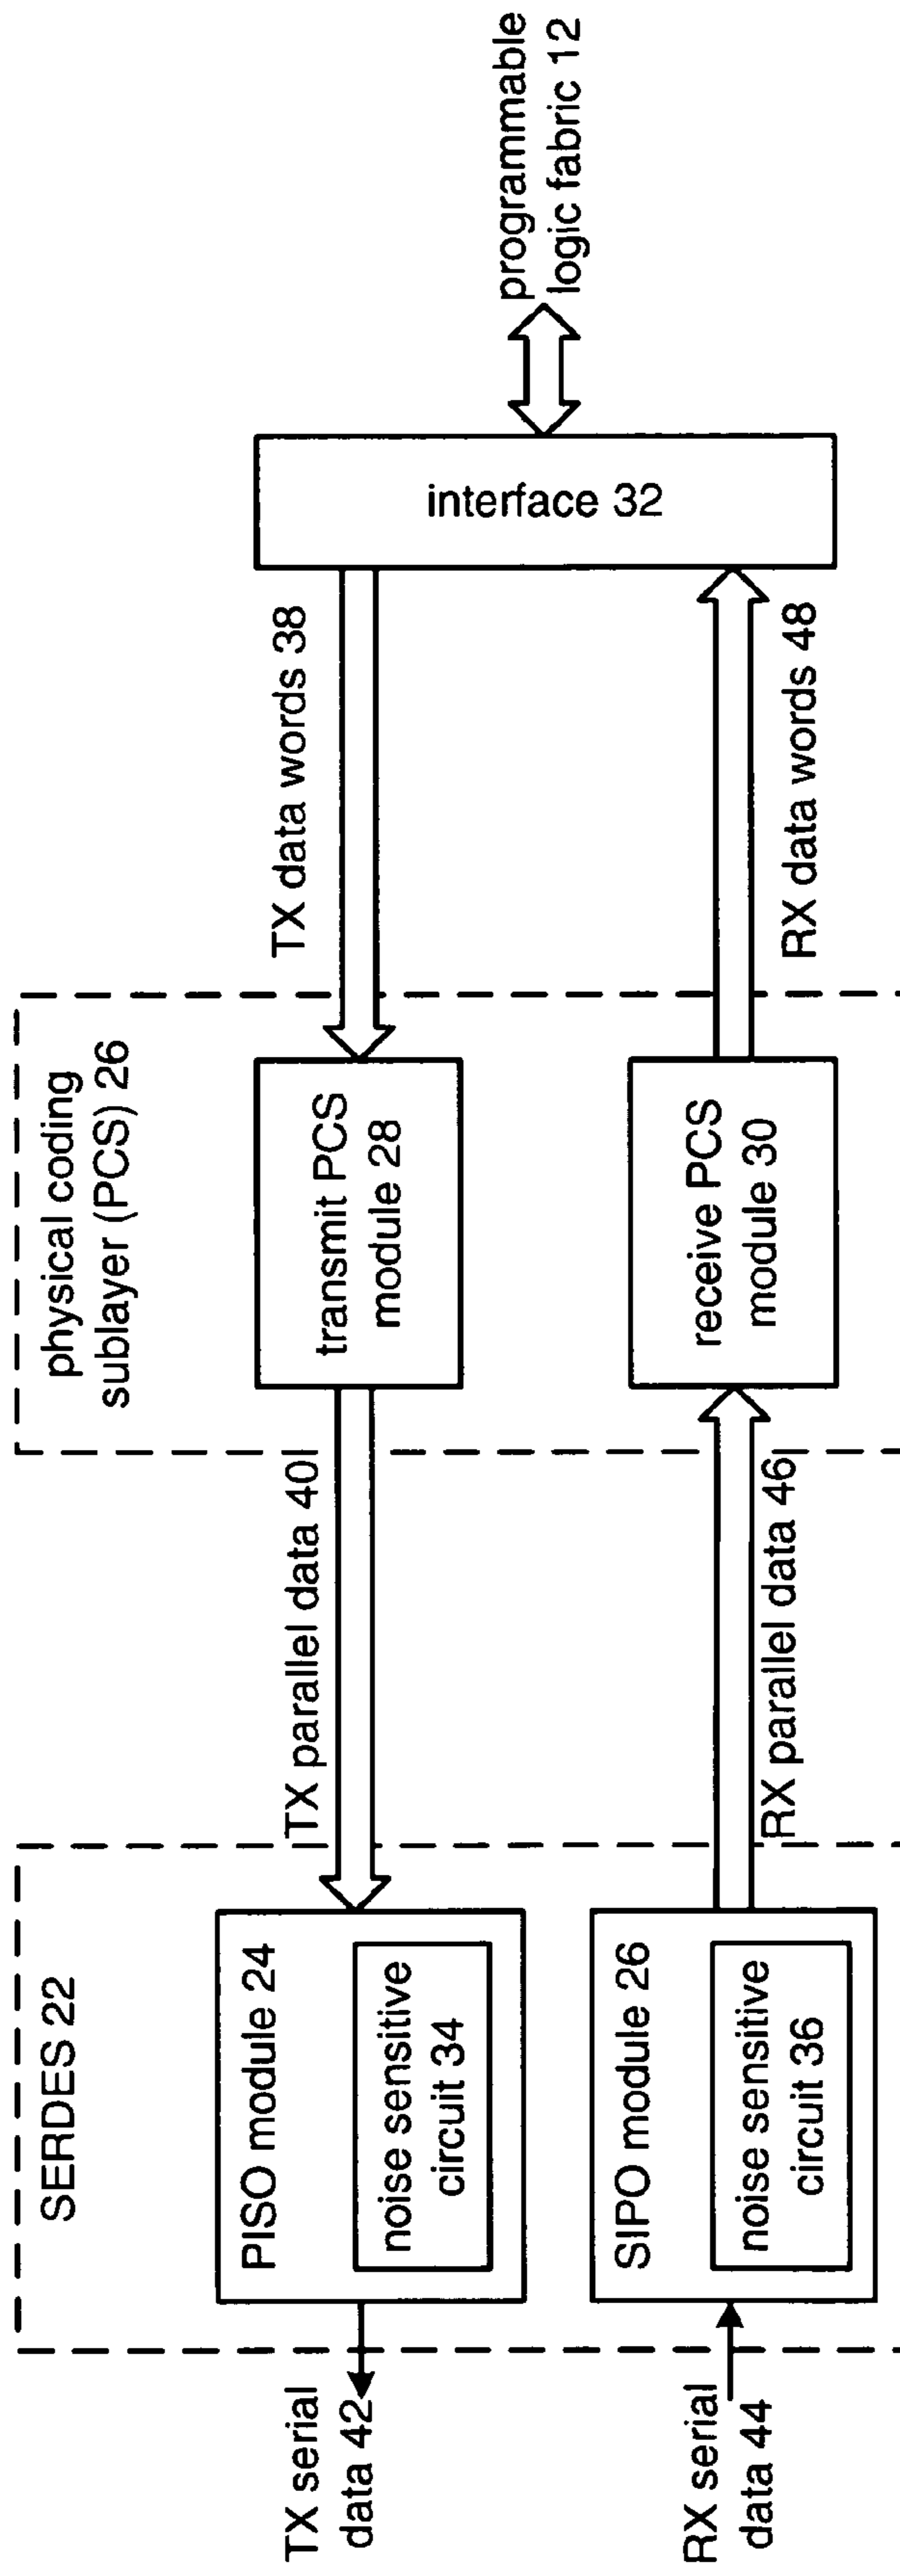 SERDES 22
PISO module 24
noise sensitive
circuit 34
SIPO module 26
noise sensitive
circuit 36
TX serial
data 42
RX serial
data 44
TX parallel data 40
RX parallel data 46
physical coding
sublayer (PCS) 26
transmit PCS
module 28
receive PCS
module 30
TX data words 38
RX data words 48
interface 32
programmable
logic fabric 12